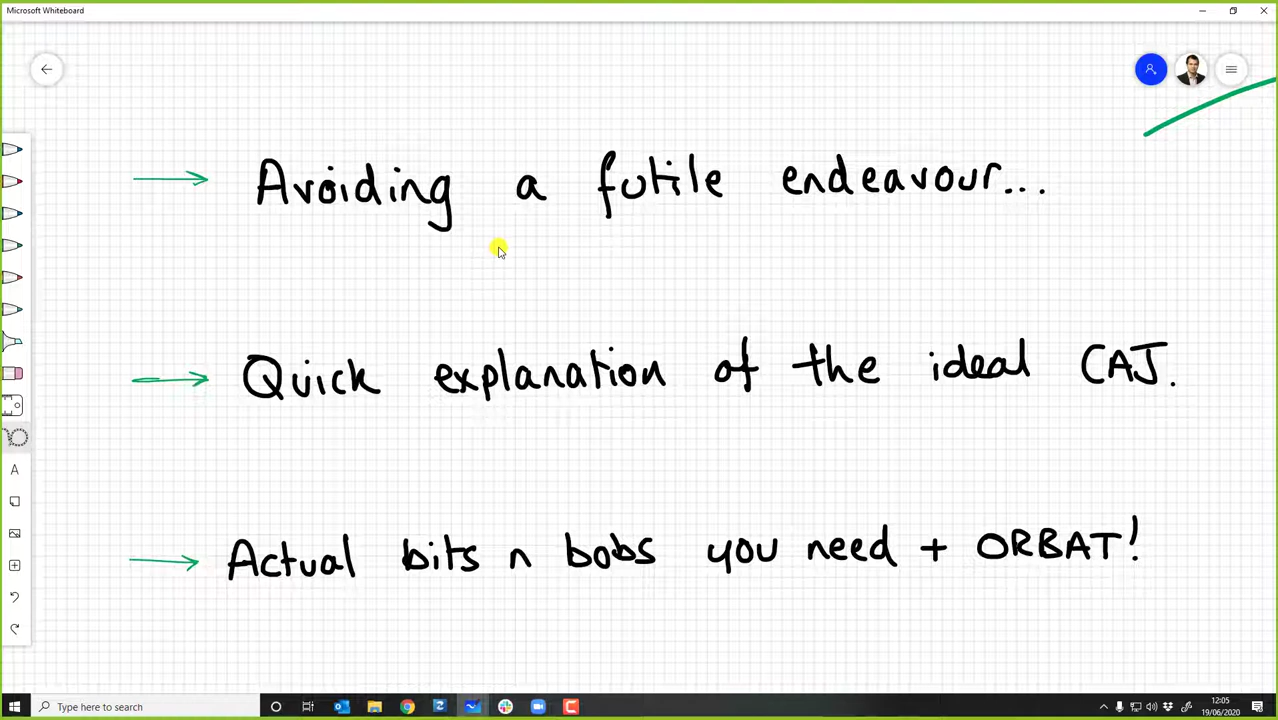 Microsoft Whiteboard
Avoiding a futile endeavour...
Quick explanation of the ideal CAJ.
Actual bits n bobs you need + ORBAT!
A
Type here to search
12:05
19/06/2020